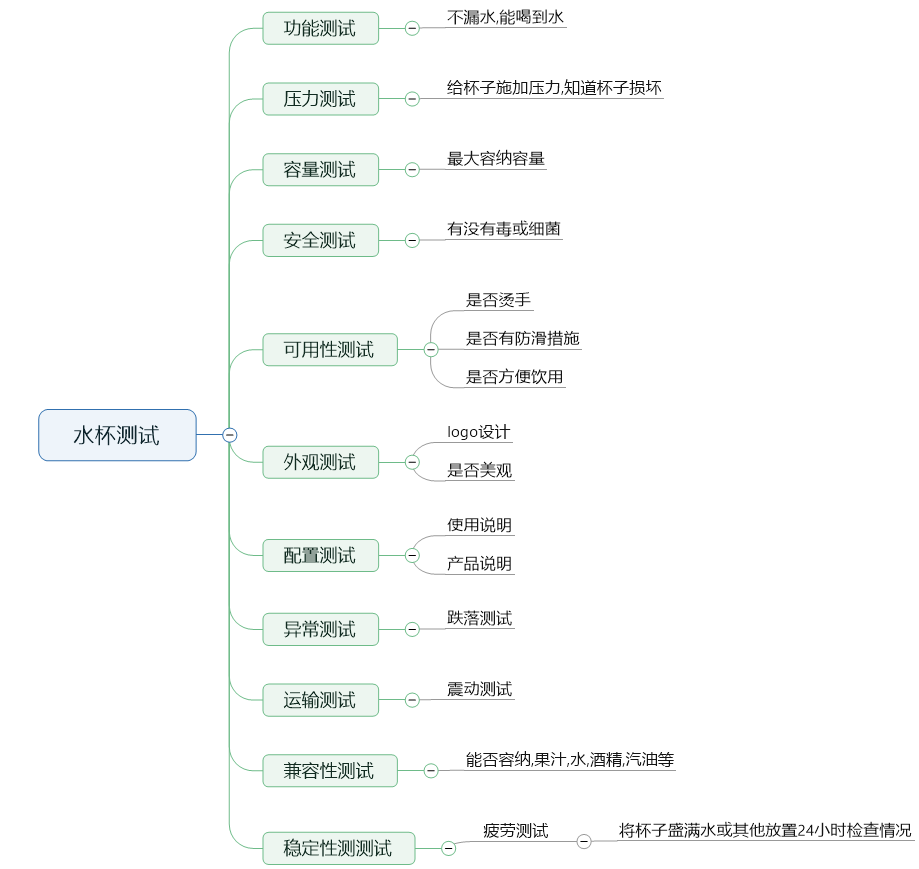 功能测试
不漏水,能喝到水
压力测试
给杯子施加压力,知道杯子损坏
容量测试
最大容纳容量
安全测试
有没有毒或细菌
可用性测试
是否烫手
是否有防滑措施
是否方便饮用
水杯测试
外观测试
logo设计
是否美观
配置测试
使用说明
产品说明
异常测试
跌落测试
运输测试
震动测试
兼容性测试
能否容纳,果汁,水,酒精,汽油等
稳定性测测试
疲劳测试
将杯子盛满水或其他放置24小时检查情况